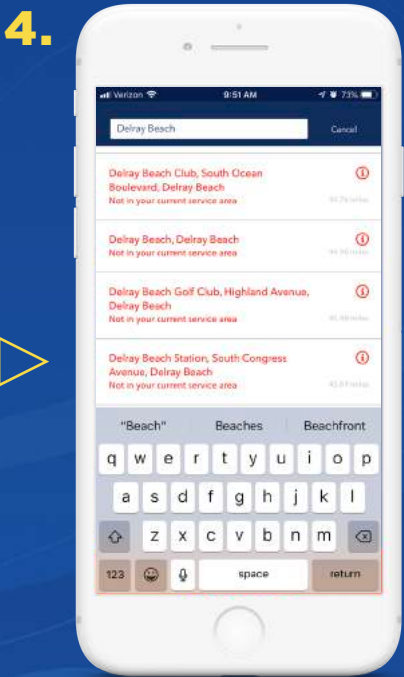 4.
Verizon 9:51 AM 73%
Delray Beach Cancel
Delray Beach Club, South Ocean
Boulevard, Delray Beach
Not in your current service area
Delray Beach, Delray Beach
Not in your current service area
Delray Beach Golf Club, Highland Avenue,
Delray Beach
Not in your current service area
Delray Beach Station, South Congress
Avenue, Delray Beach
Not in your current service area
"Beach" Beaches Beachfront
q w e r t y u i o p
a s d f g h j k l
z x c v b n m
123 space return